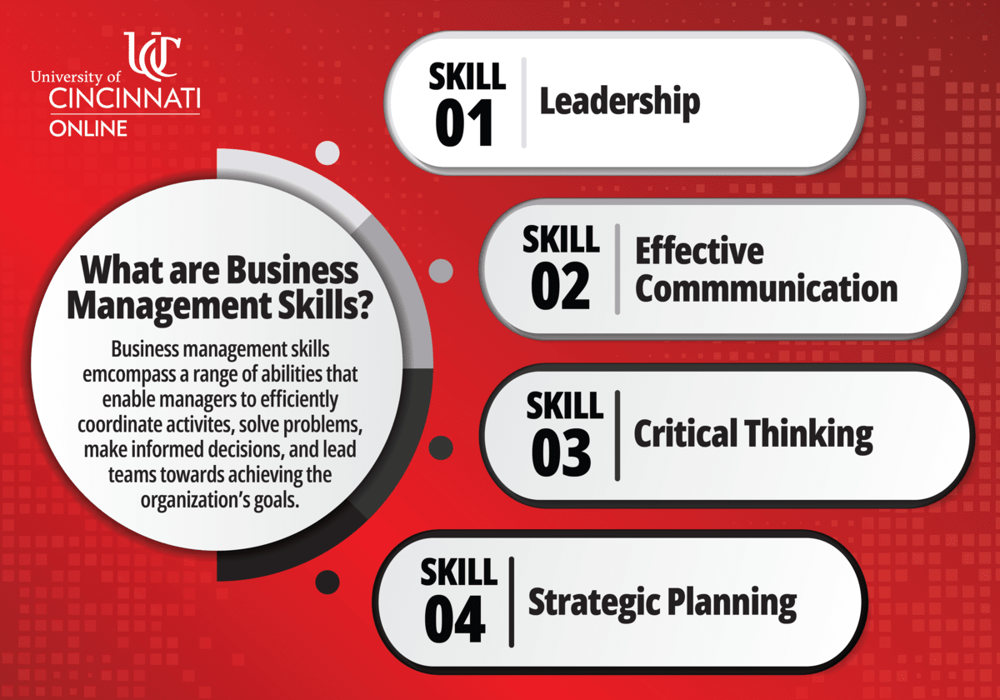 UC
University of
CINCINNATI
ONLINE
What are Business
Management Skills?
Business management skills
emcompass a range of abilities that
enable managers to efficiently
coordinate activites, solve problems,
make informed decisions, and lead
teams towards achieving the
organization's goals.
SKILL
01
Leadership
SKILL
02
Effective
Commmunication
SKILL
03
Critical Thinking
SKILL
04
Strategic Planning